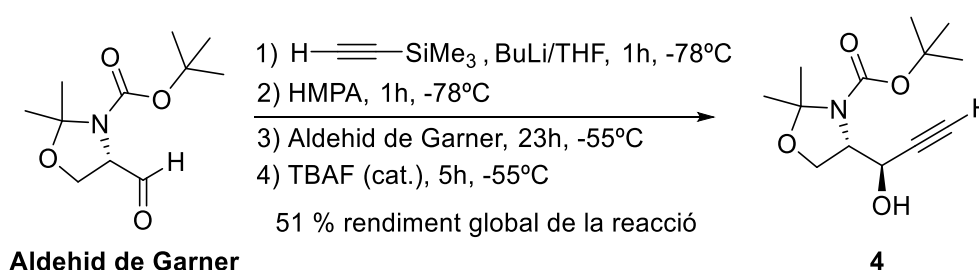 1) H SiMe3 , BuLi/THF, 1h, -78ºC
2) HMPA, 1h, -78ºC
3) Aldehid de Garner, 23h, -55ºC
4) TBAF (cat.), 5h, -55ºC
51 % rendiment global de la reacció
O
O
N
O
H
O
Aldehid de Garner
O
O
N
O
H
OH
4